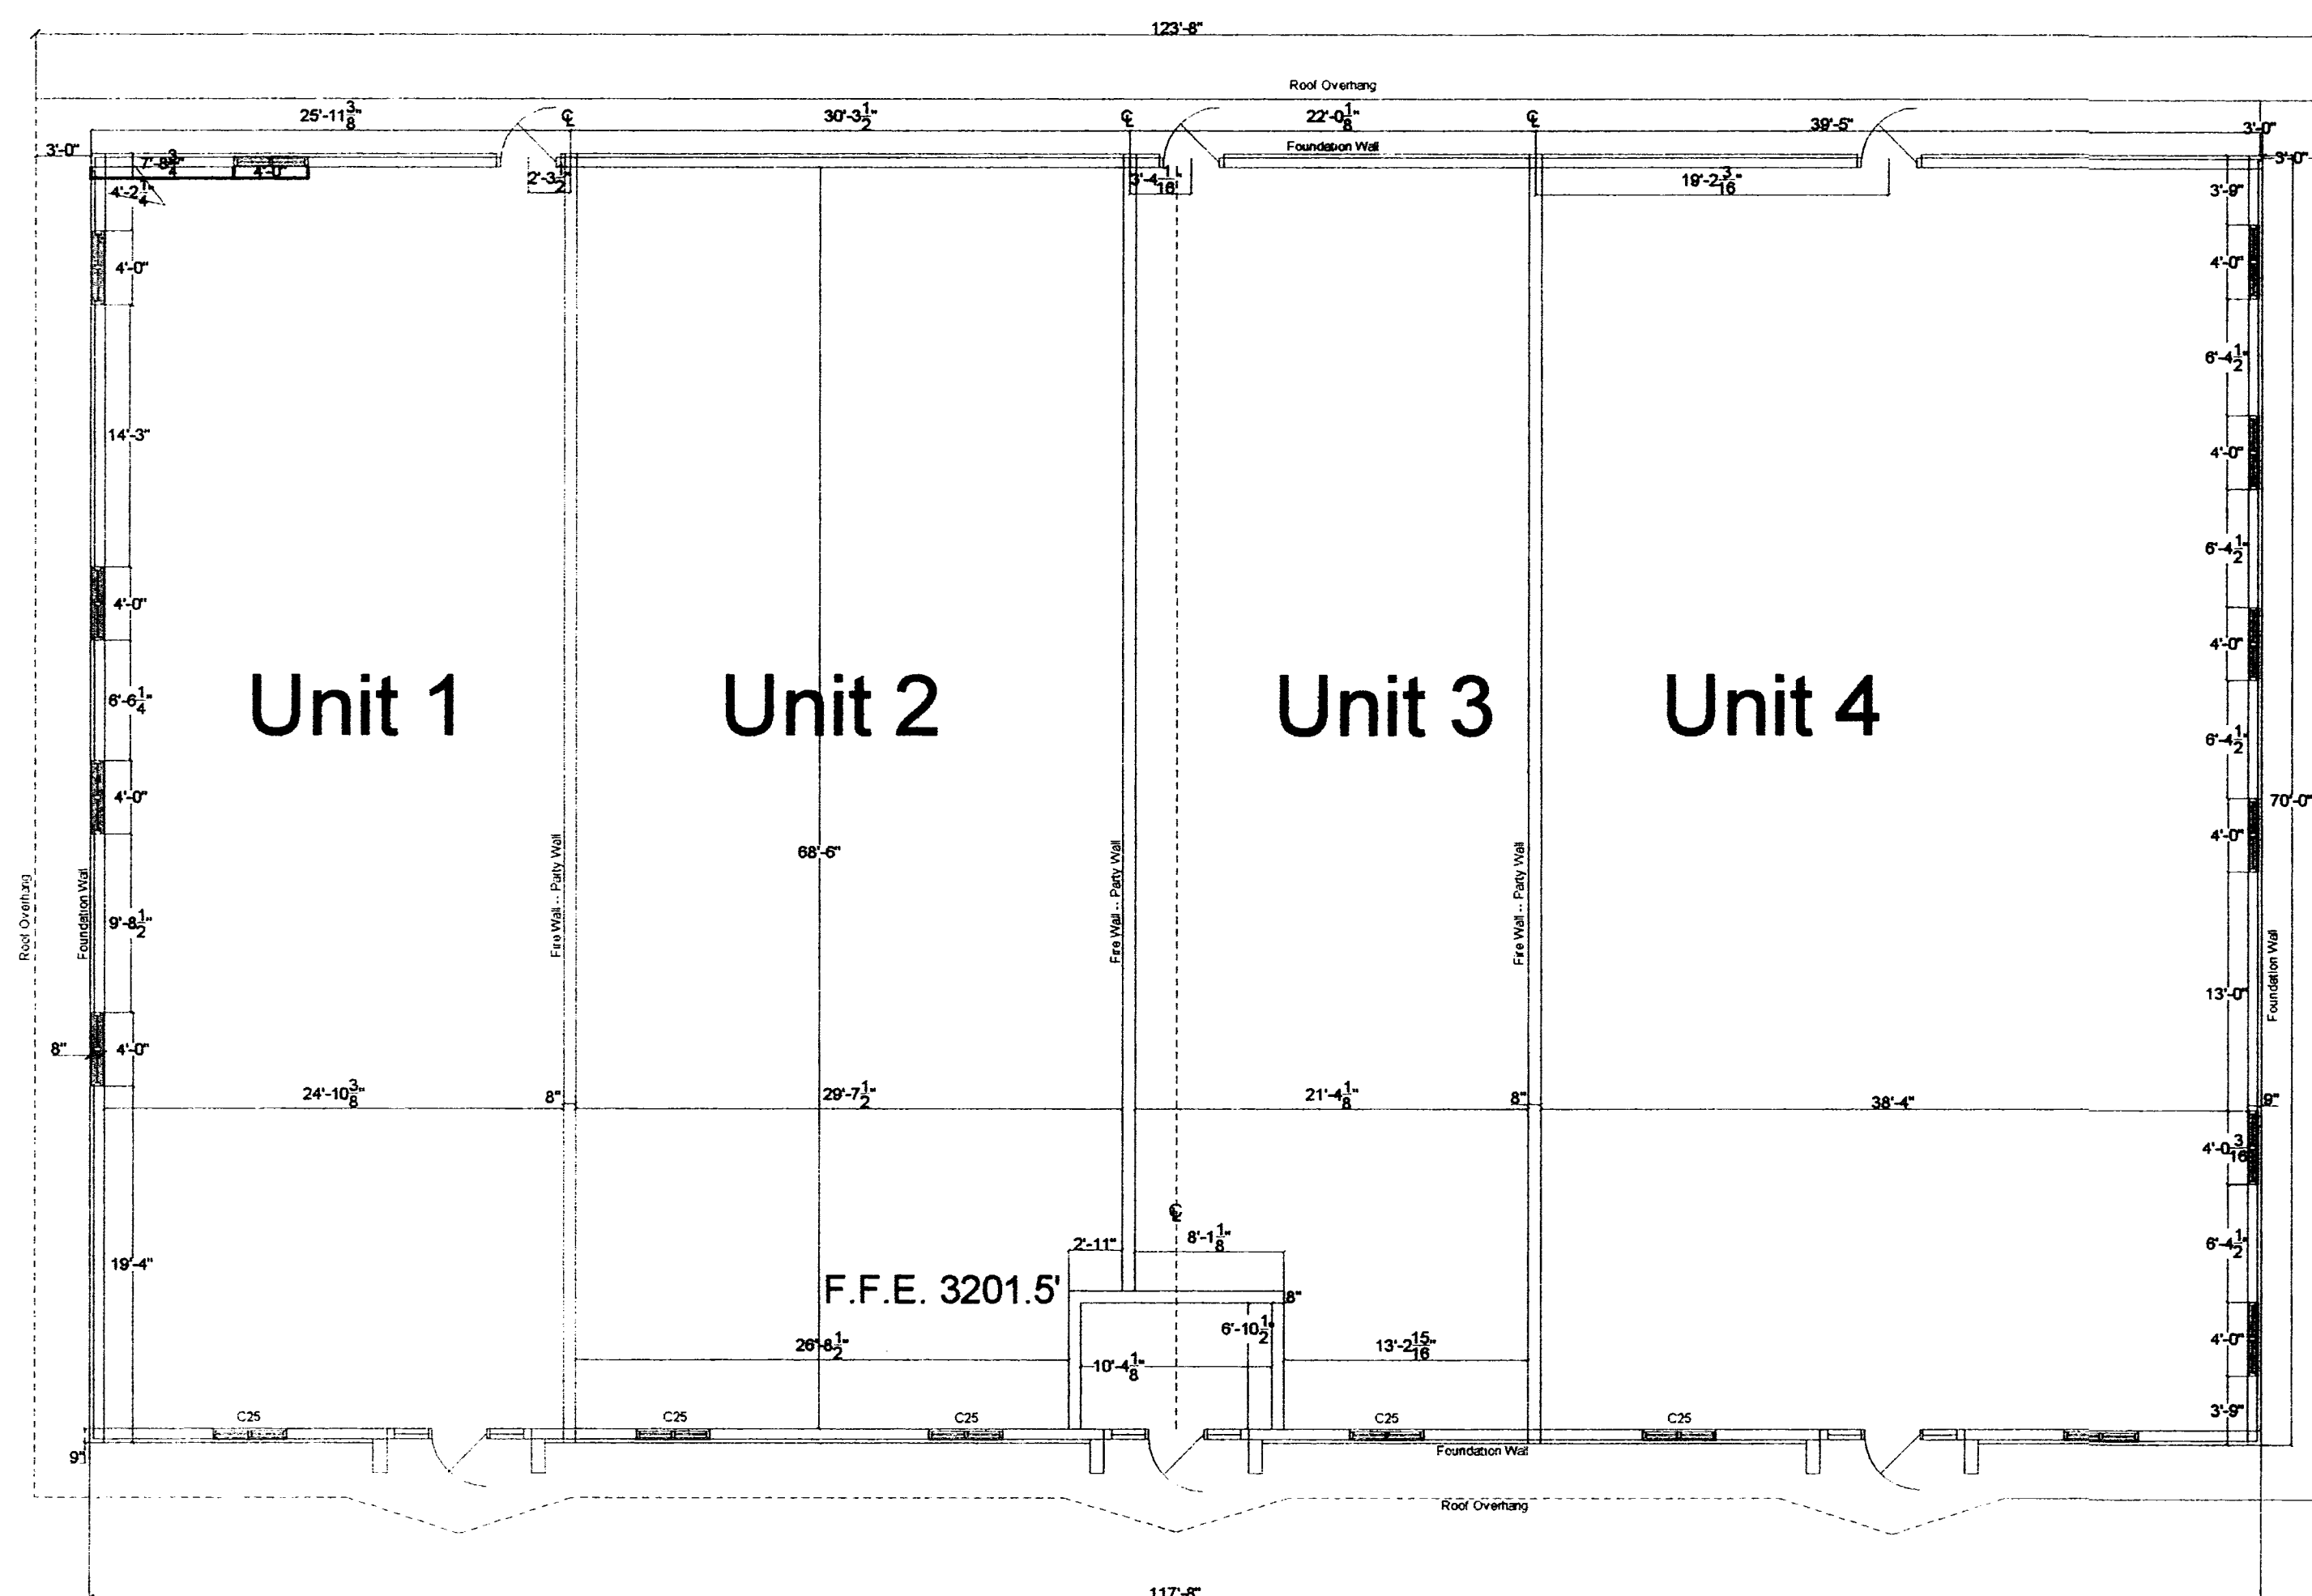 123'-8"
Roof Overhang
25'-11 3/8"
℄
30'-3 1/2"
℄
22'-0 1/8"
℄
39'-5"
3'-0"
3'-0"
Foundation Wall
3'-0"
7'-8 3/4"
4'-0"
2'-3 1/2"
3'-4 1/16"
19'-2 3/16"
4'-2 1/4"
3'-9"
4'-0"
4'-0"
6'-4 1/2"
14'-3"
4'-0"
6'-4 1/2"
4'-0"
4'-0"
6'-6 1/4"
Unit 1
Unit 2
Unit 3
Unit 4
6'-4 1/2"
4'-0"
70'-0"
4'-0"
68'-6"
Roof Overhang
Foundation Wall
9'-8 1/2"
Fire Wall -- Party Wall
Fire Wall -- Party Wall
Fire Wall -- Party Wall
Foundation Wall
13'-0"
8"
4'-0"
24'-10 3/8"
8"
29'-7 1/2"
21'-4 1/8"
8"
38'-4"
9"
4'-0 3/16"
℄
2'-11"
8'-1 1/8"
6'-4 1/2"
19'-4"
F.F.E. 3201.5'
8"
6'-10 1/2"
26'-8 1/2"
13'-2 15/16"
4'-0"
10'-4 1/8"
3'-9"
C25
C25
C25
C25
C25
9"
Foundation Wall
Roof Overhang
117'-8"